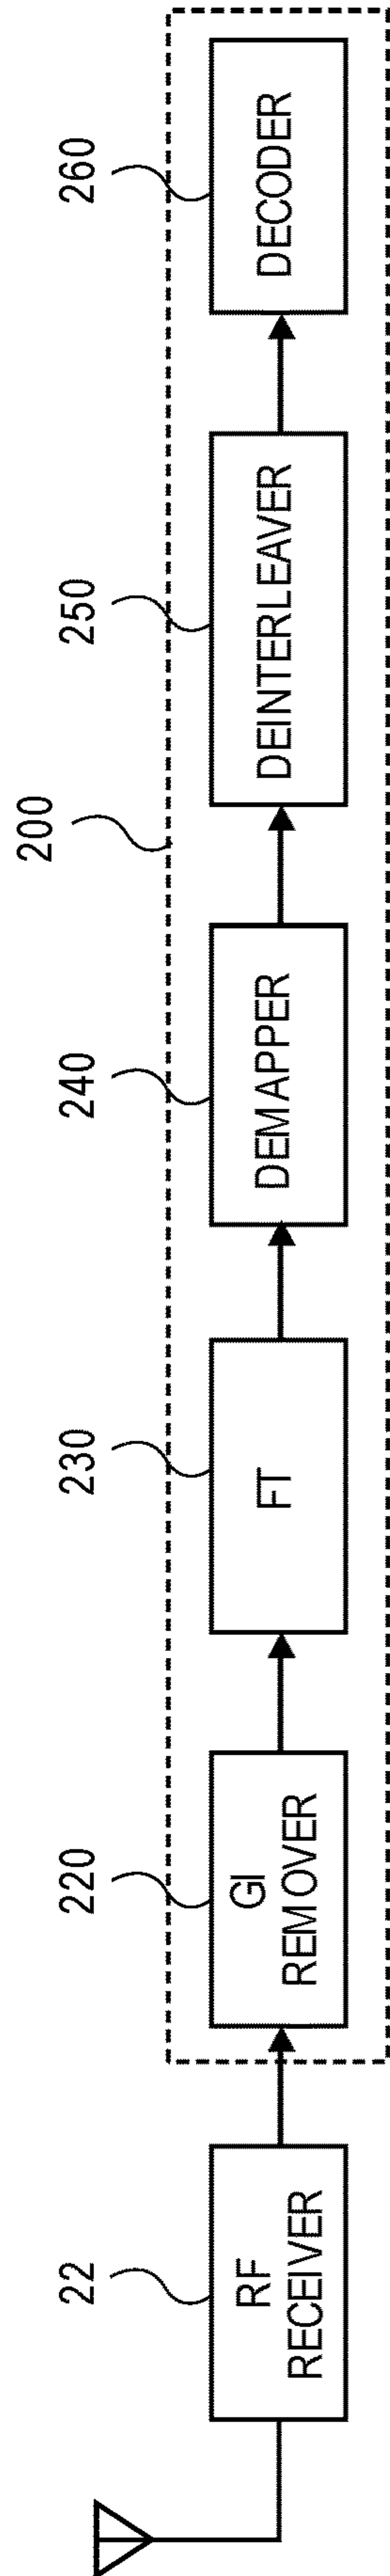 200
22
220
230
240
250
260
RF
RECEIVER
GI
REMOVER
FT
DEMAPPER
DEINTERLEAVER
DECODER